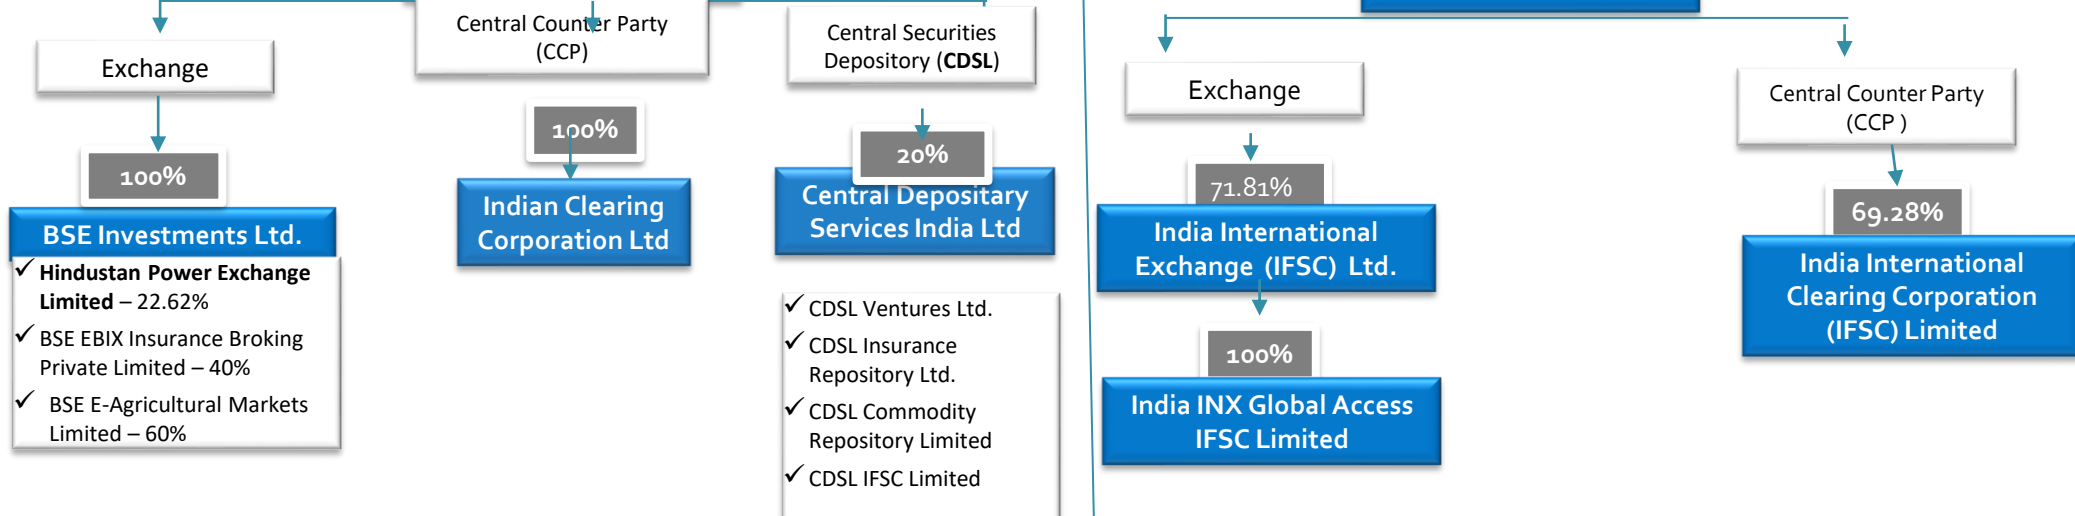 Exchange
100%
BSE Investments Ltd.
✓ Hindustan Power Exchange
Limited – 22.62%
✓ BSE EBIX Insurance Broking
Private Limited – 40%
✓ BSE E-Agricultural Markets
Limited – 60%
Central Counter Party
(CCP)
100%
Indian Clearing
Corporation Ltd
Central Securities
Depository (CDSL)
20%
Central Depositary
Services India Ltd
✓ CDSL Ventures Ltd.
✓ CDSL Insurance
Repository Ltd.
✓ CDSL Commodity
Repository Limited
✓ CDSL IFSC Limited
Exchange
71.81%
India International
Exchange (IFSC) Ltd.
100%
India INX Global Access
IFSC Limited
Central Counter Party
(CCP )
69.28%
India International
Clearing Corporation
(IFSC) Limited